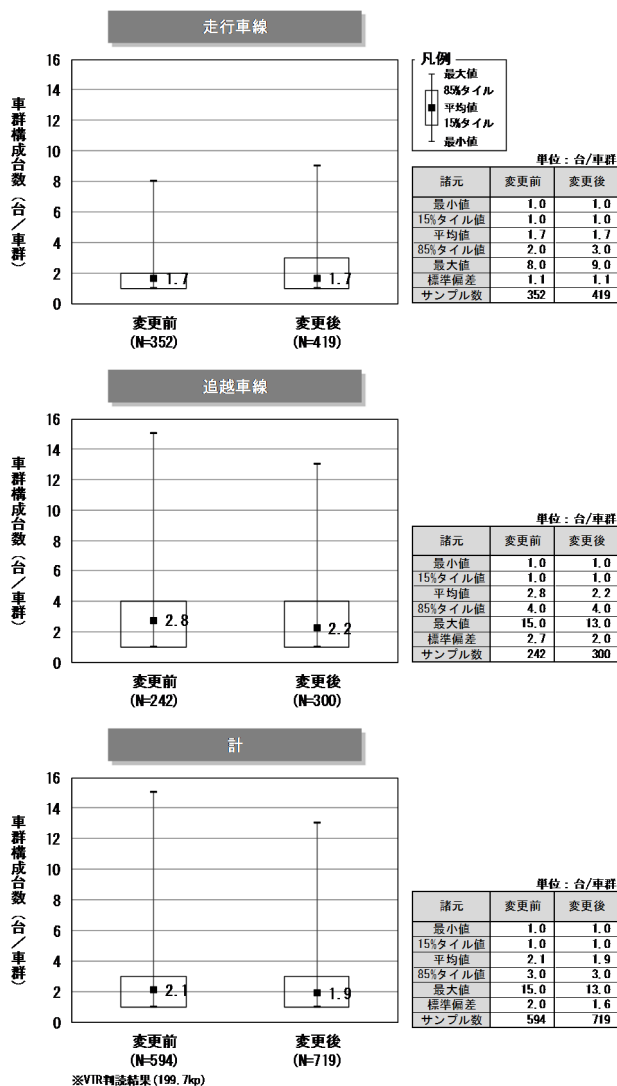 走行車線
車群構成台数（台／車群）
16
14
12
10
8
6
4
2
0
1.7
1.7
変更前
(N=352)
変更後
(N=419)
凡例
最大値
85%タイル
平均値
15%タイル
最小値
単位：台/車群
諸元 変更前 変更後
最小値 1.0 1.0
15%タイル値 1.0 1.0
平均値 1.7 1.7
85%タイル値 2.0 3.0
最大値 8.0 9.0
標準偏差 1.1 1.1
サンプル数 352 419
追越車線
車群構成台数（台／車群）
16
14
12
10
8
6
4
2
0
2.8
2.2
変更前
(N=242)
変更後
(N=300)
単位：台/車群
諸元 変更前 変更後
最小値 1.0 1.0
15%タイル値 1.0 1.0
平均値 2.8 2.2
85%タイル値 4.0 4.0
最大値 15.0 13.0
標準偏差 2.7 2.0
サンプル数 242 300
計
車群構成台数（台／車群）
16
14
12
10
8
6
4
2
0
2.1
1.9
変更前
(N=594)
変更後
(N=719)
単位：台/車群
諸元 変更前 変更後
最小値 1.0 1.0
15%タイル値 1.0 1.0
平均値 2.1 1.9
85%タイル値 3.0 3.0
最大値 15.0 13.0
標準偏差 2.0 1.6
サンプル数 594 719
※VTR判読結果(199.7kp)